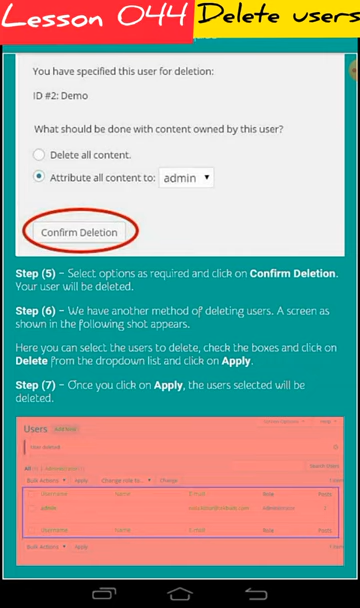 Lesson 044 Delete users
You have specified this user for deletion:
ID #2: Demo
What should be done with content owned by this user?
Delete all content.
Attribute all content to: admin
Confirm Deletion
Step (5) – Select options as required and click on Confirm Deletion.
Your user will be deleted.
Step (6) – We have another method of deleting users. A screen as
shown in the following shot appears.
Here you can select the users to delete, check the boxes and click on
Delete from the dropdown list and click on Apply.
Step (7) – Once you click on Apply, the users selected will be
deleted.
Users Add New
User deleted
All
Bulk Actions Apply Change role to... Change
Username Name E-mail Role Posts
admin
Username Name E-mail Role Posts
Bulk Actions Apply